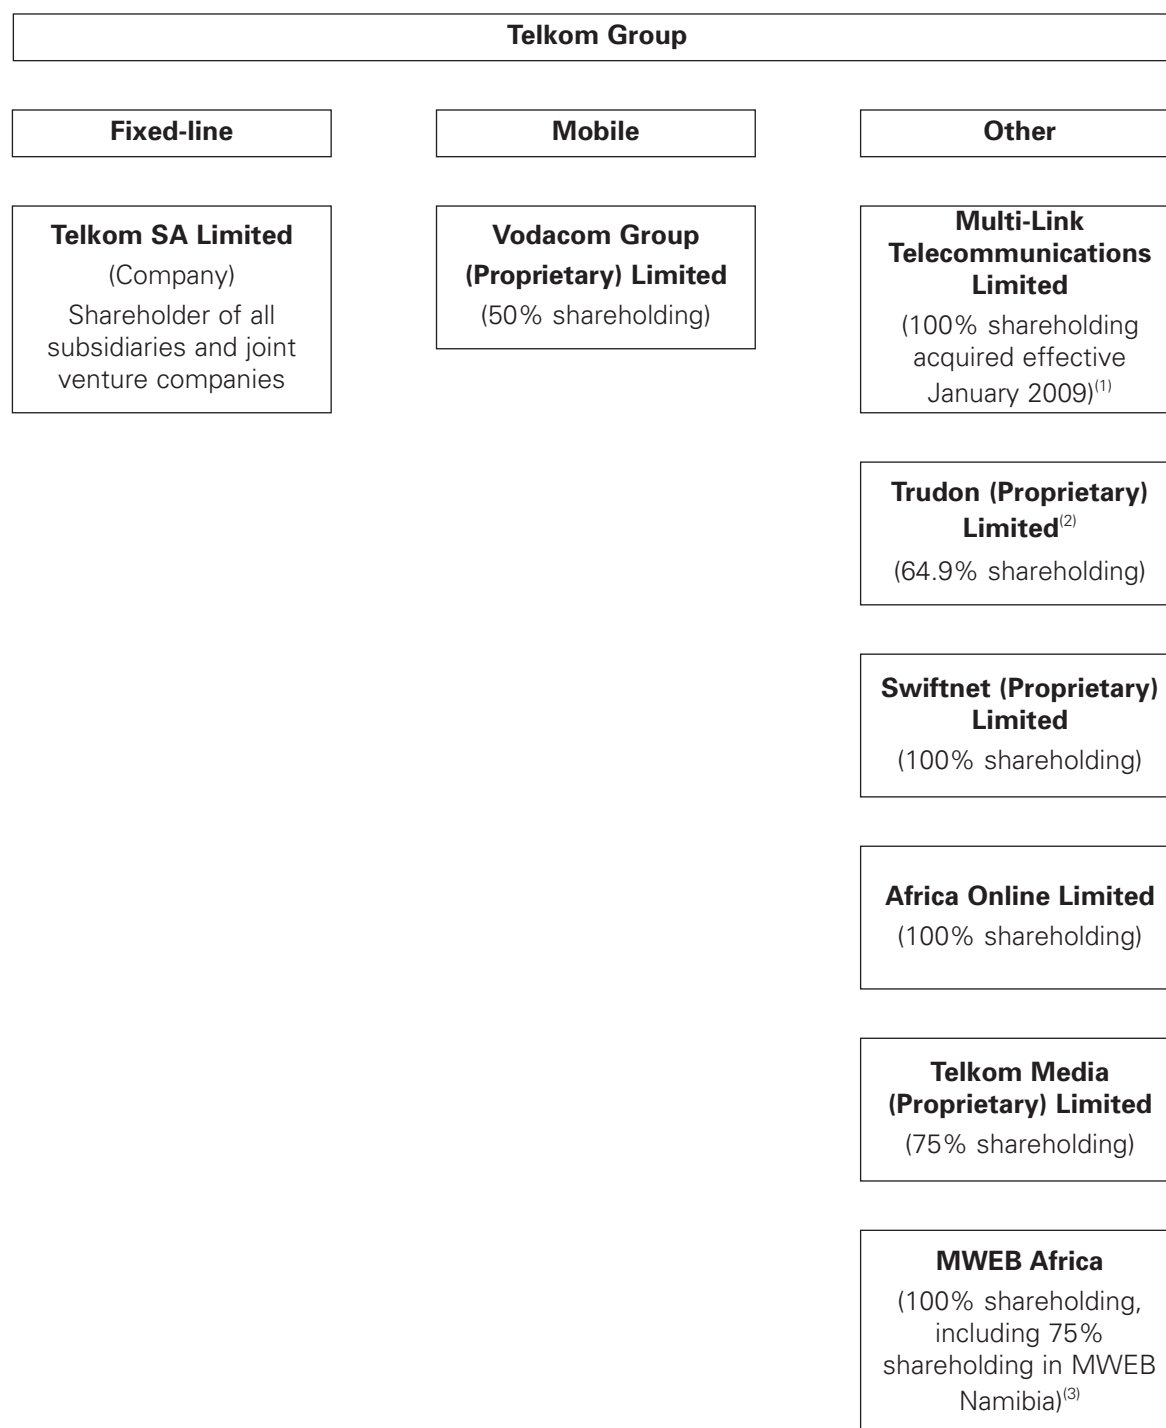 Telkom Group
Fixed-line
Mobile
Other
Telkom SA Limited
(Company)
Shareholder of all
subsidiaries and joint
venture companies
Vodacom Group
(Proprietary) Limited
(50% shareholding)
Multi-Link
Telecommunications
Limited
(100% shareholding
acquired effective
January 2009)(1)
Trudon (Proprietary)
Limited(2)
(64.9% shareholding)
Swiftnet (Proprietary)
Limited
(100% shareholding)
Africa Online Limited
(100% shareholding)
Telkom Media
(Proprietary) Limited
(75% shareholding)
MWEB Africa
(100% shareholding,
including 75%
shareholding in MWEB
Namibia)(3)